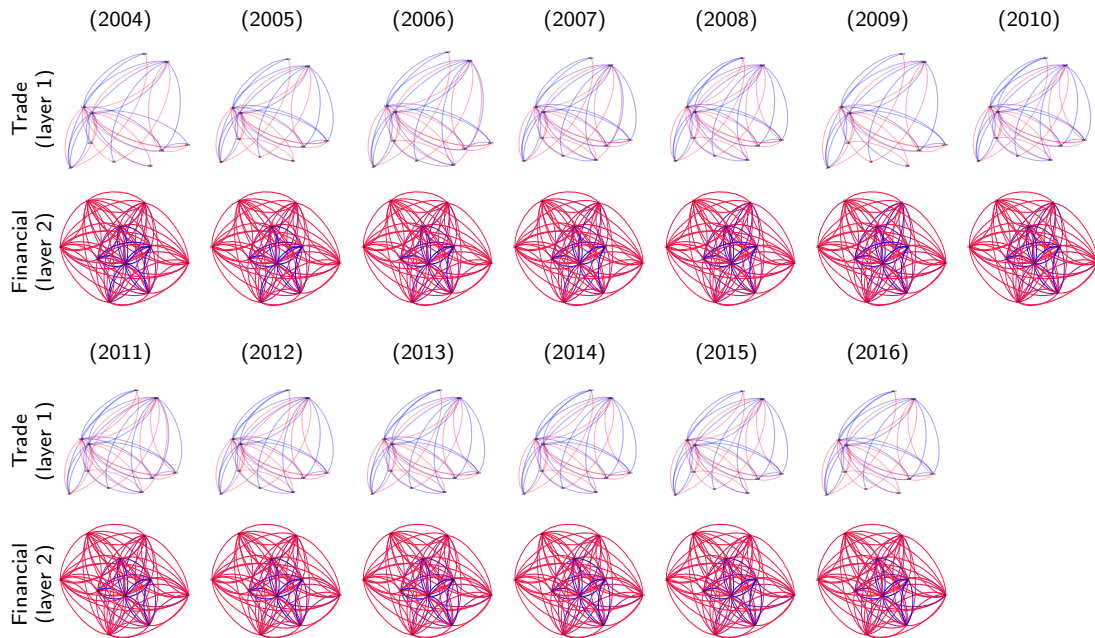 (2004) (2005) (2006) (2007) (2008) (2009) (2010)
Trade
(layer 1)
Financial
(layer 2)
(2011) (2012) (2013) (2014) (2015) (2016)
Trade
(layer 1)
Financial
(layer 2)